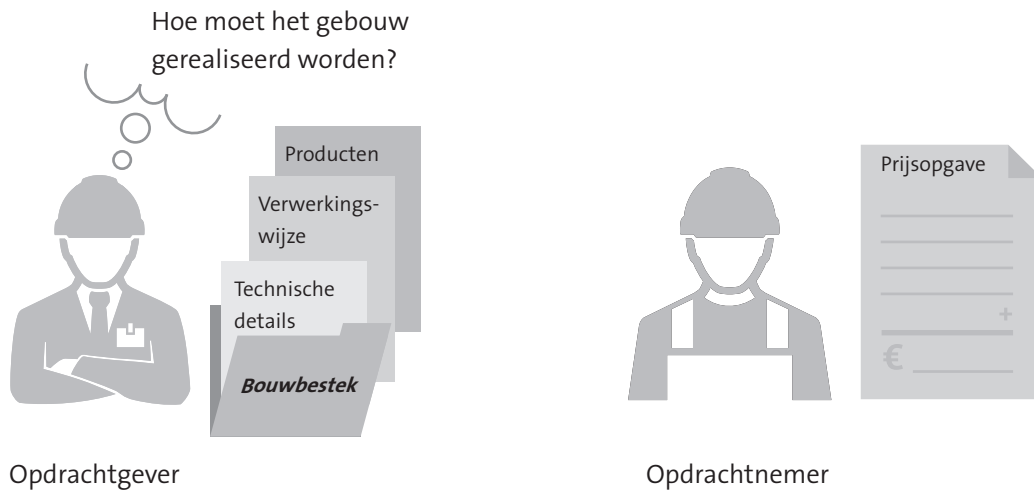 Hoe moet het gebouw
gerealiseerd worden?
Producten
Verwerkings-
wijze
Technische
details
Bouwbestek
Prijsopgave
+
€
Opdrachtgever
Opdrachtnemer